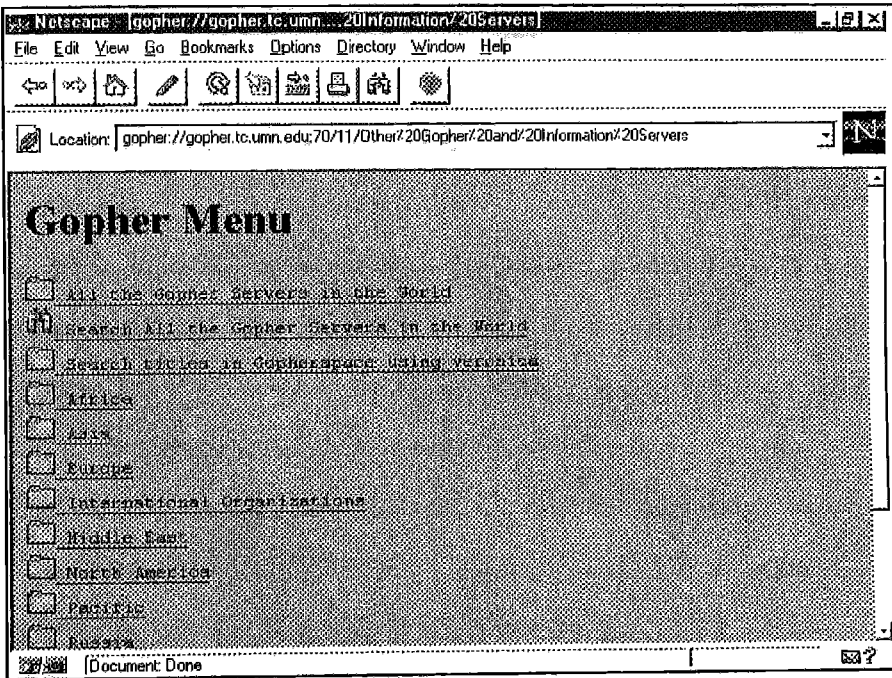 Netscape - [gopher://gopher.tc.umn....20Information%20Servers]
File Edit View Go Bookmarks Options Directory Window Help
Location: gopher://gopher.tc.umn.edu:70/11/Other%20Gopher%20and%20Information%20Servers
N
Gopher Menu
All the Gopher Servers in the World
Search All the Gopher Servers in the World
Search titles in Gopherspace using veronica
Africa
Asia
Europe
International Organizations
Middle East
North America
Pacific
Russia
Document: Done
?